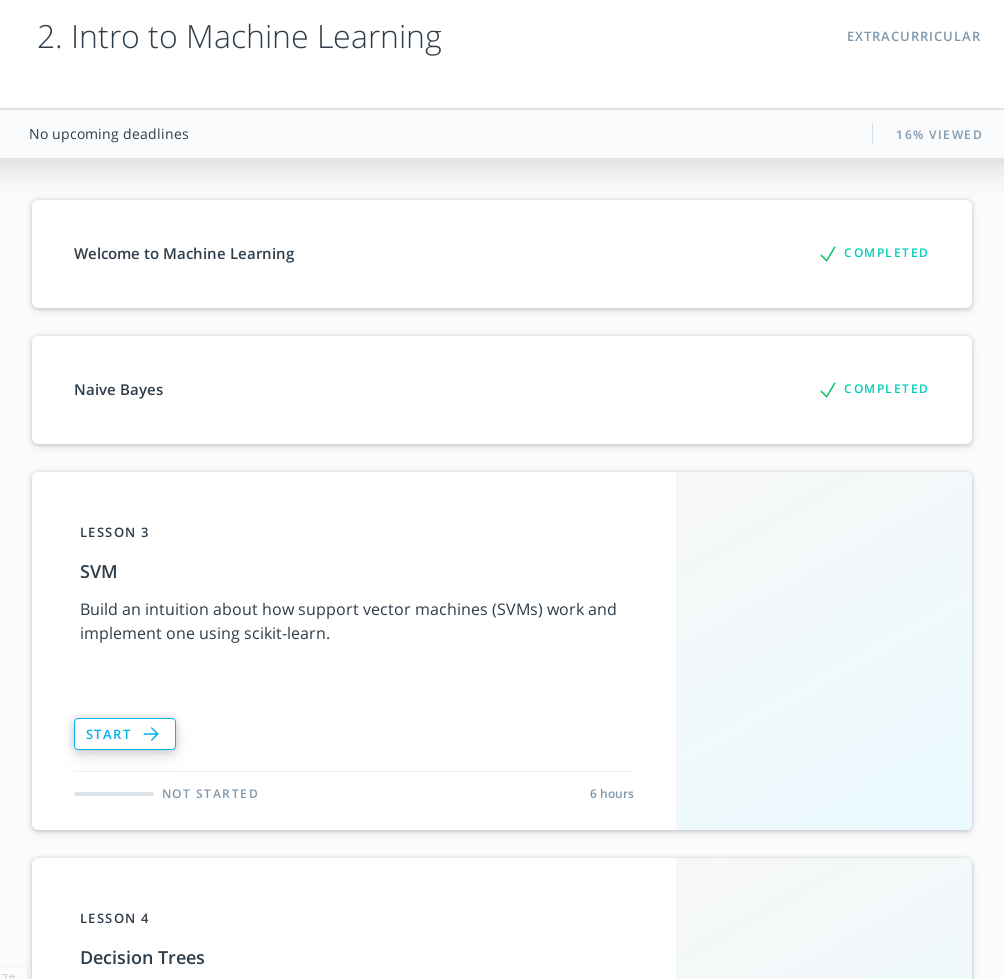 2. Intro to Machine Learning
EXTRACURRICULAR
No upcoming deadlines
16% VIEWED
Welcome to Machine Learning
COMPLETED
Naive Bayes
COMPLETED
LESSON 3
SVM
Build an intuition about how support vector machines (SVMs) work and
implement one using scikit-learn.
START
NOT STARTED
6 hours
LESSON 4
Decision Trees